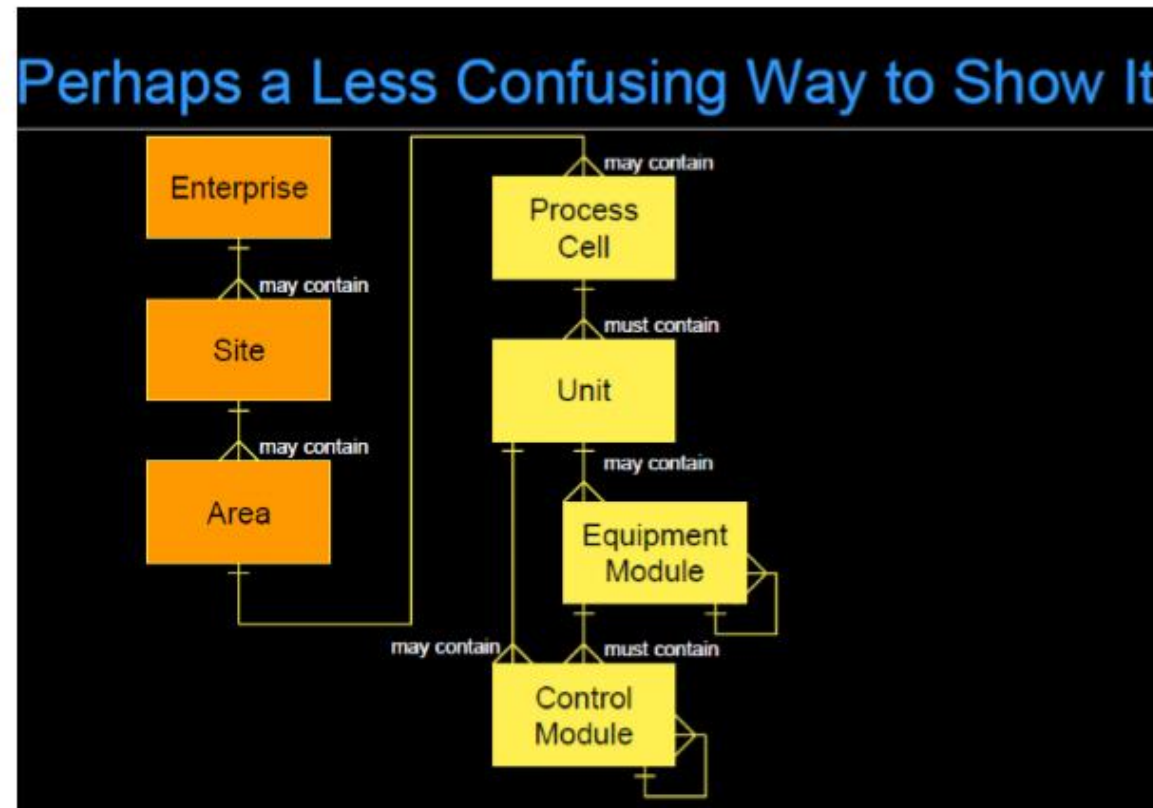 Perhaps a Less Confusing Way to Show It
Enterprise
may contain
Site
may contain
Area
may contain
Process
Cell
must contain
Unit
may contain
Equipment
Module
may contain
must contain
Control
Module